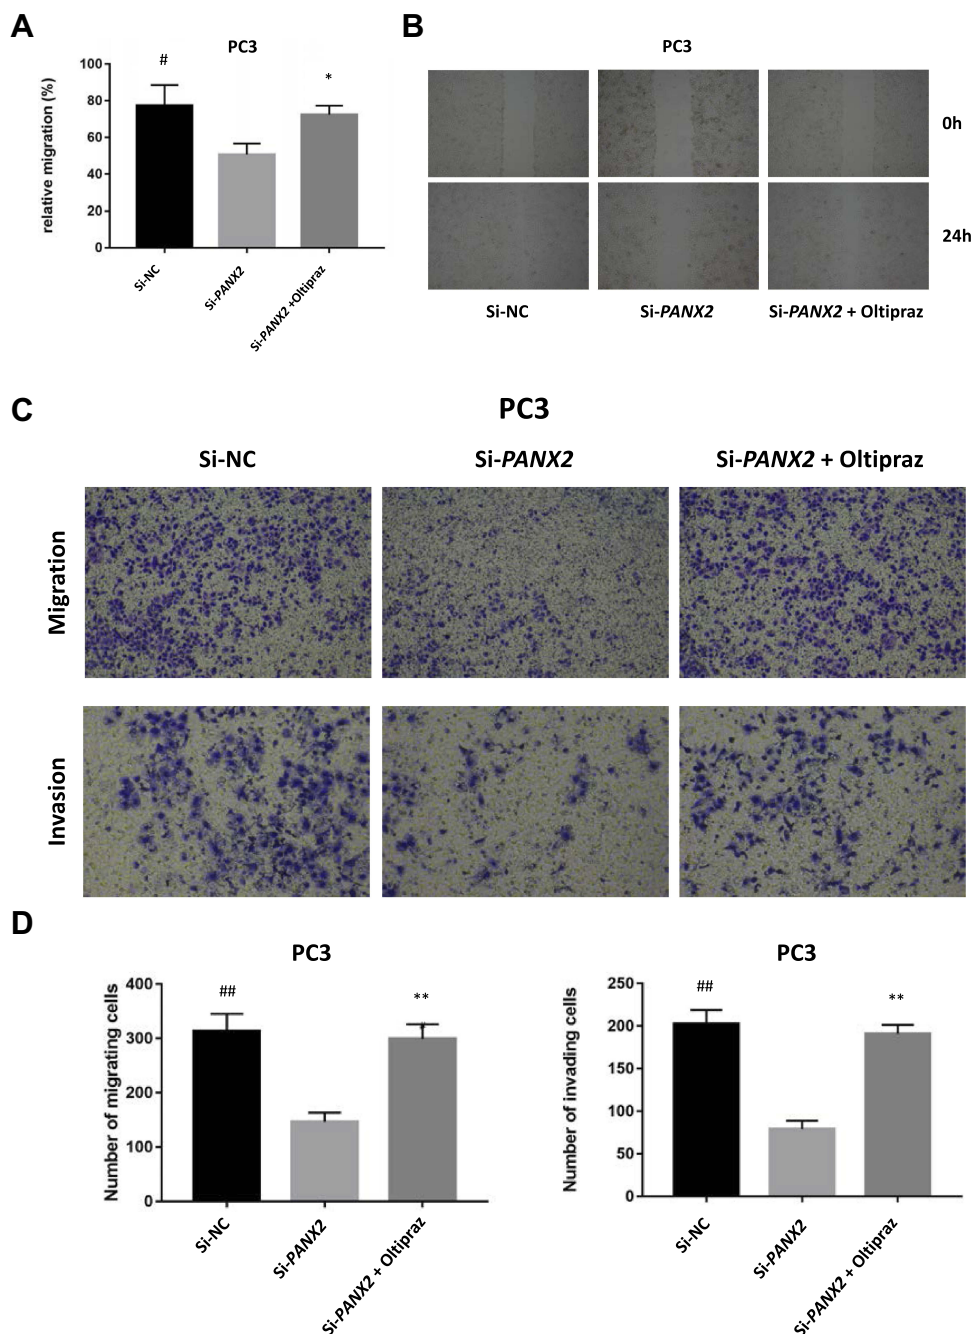 A
PC3
relative migration (%)
100
80
60
40
20
0
#
*
Si-NC
Si-PANX2
Si-PANX2 +Oltipraz
B
PC3
0h
24h
Si-NC
Si-PANX2
Si-PANX2 + Oltipraz
C
PC3
Si-NC
Si-PANX2
Si-PANX2 + Oltipraz
Migration
Invasion
D
PC3
Number of migrating cells
400
300
200
100
0
##
**
Si-NC
Si-PANX2
Si-PANX2 + Oltipraz
PC3
Number of invading cells
250
200
150
100
50
0
##
**
Si-NC
Si-PANX2
Si-PANX2 + Oltipraz